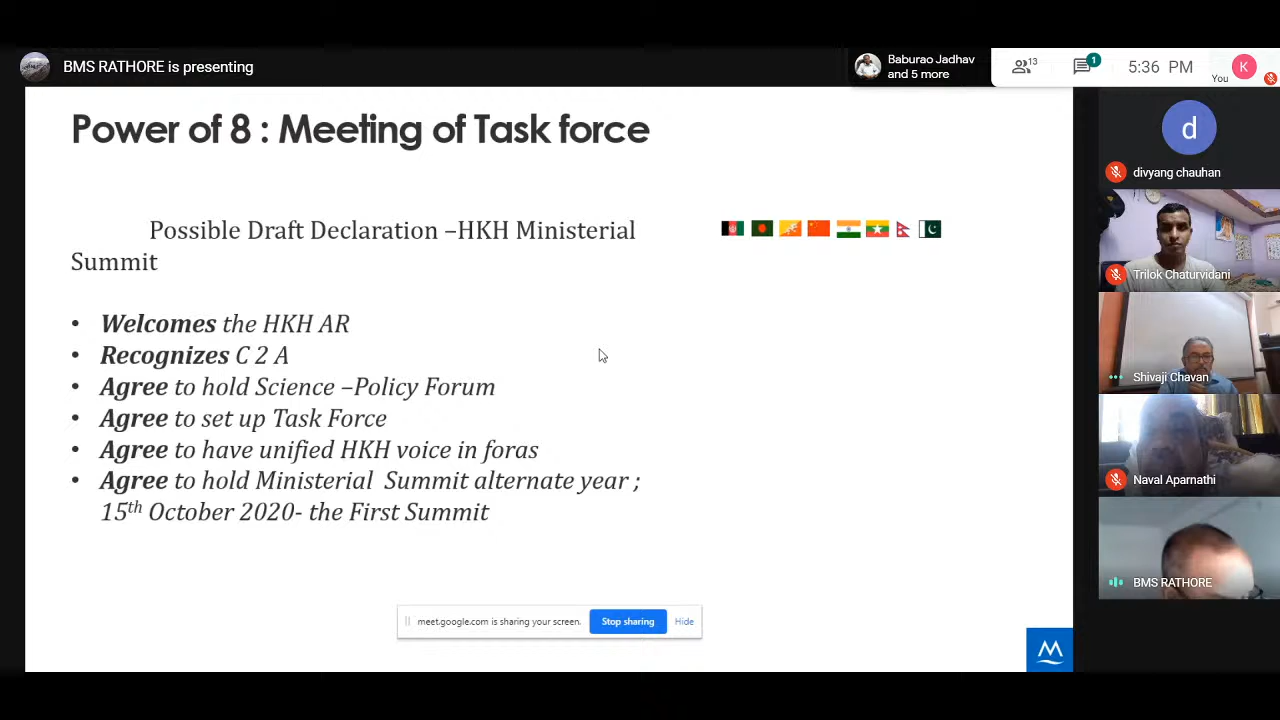 BMS RATHORE is presenting
Baburao Jadhav
and 5 more
13
1
5:36 PM
You
K
Power of 8 : Meeting of Task force
Possible Draft Declaration –HKH Ministerial
Summit
• Welcomes the HKH AR
• Recognizes C 2 A
• Agree to hold Science –Policy Forum
• Agree to set up Task Force
• Agree to have unified HKH voice in foras
• Agree to hold Ministerial Summit alternate year ;
15th October 2020- the First Summit
meet.google.com is sharing your screen.
Stop sharing
Hide
d
divyang chauhan
Trilok Chaturvidani
Shivaji Chavan
Naval Aparnathi
BMS RATHORE